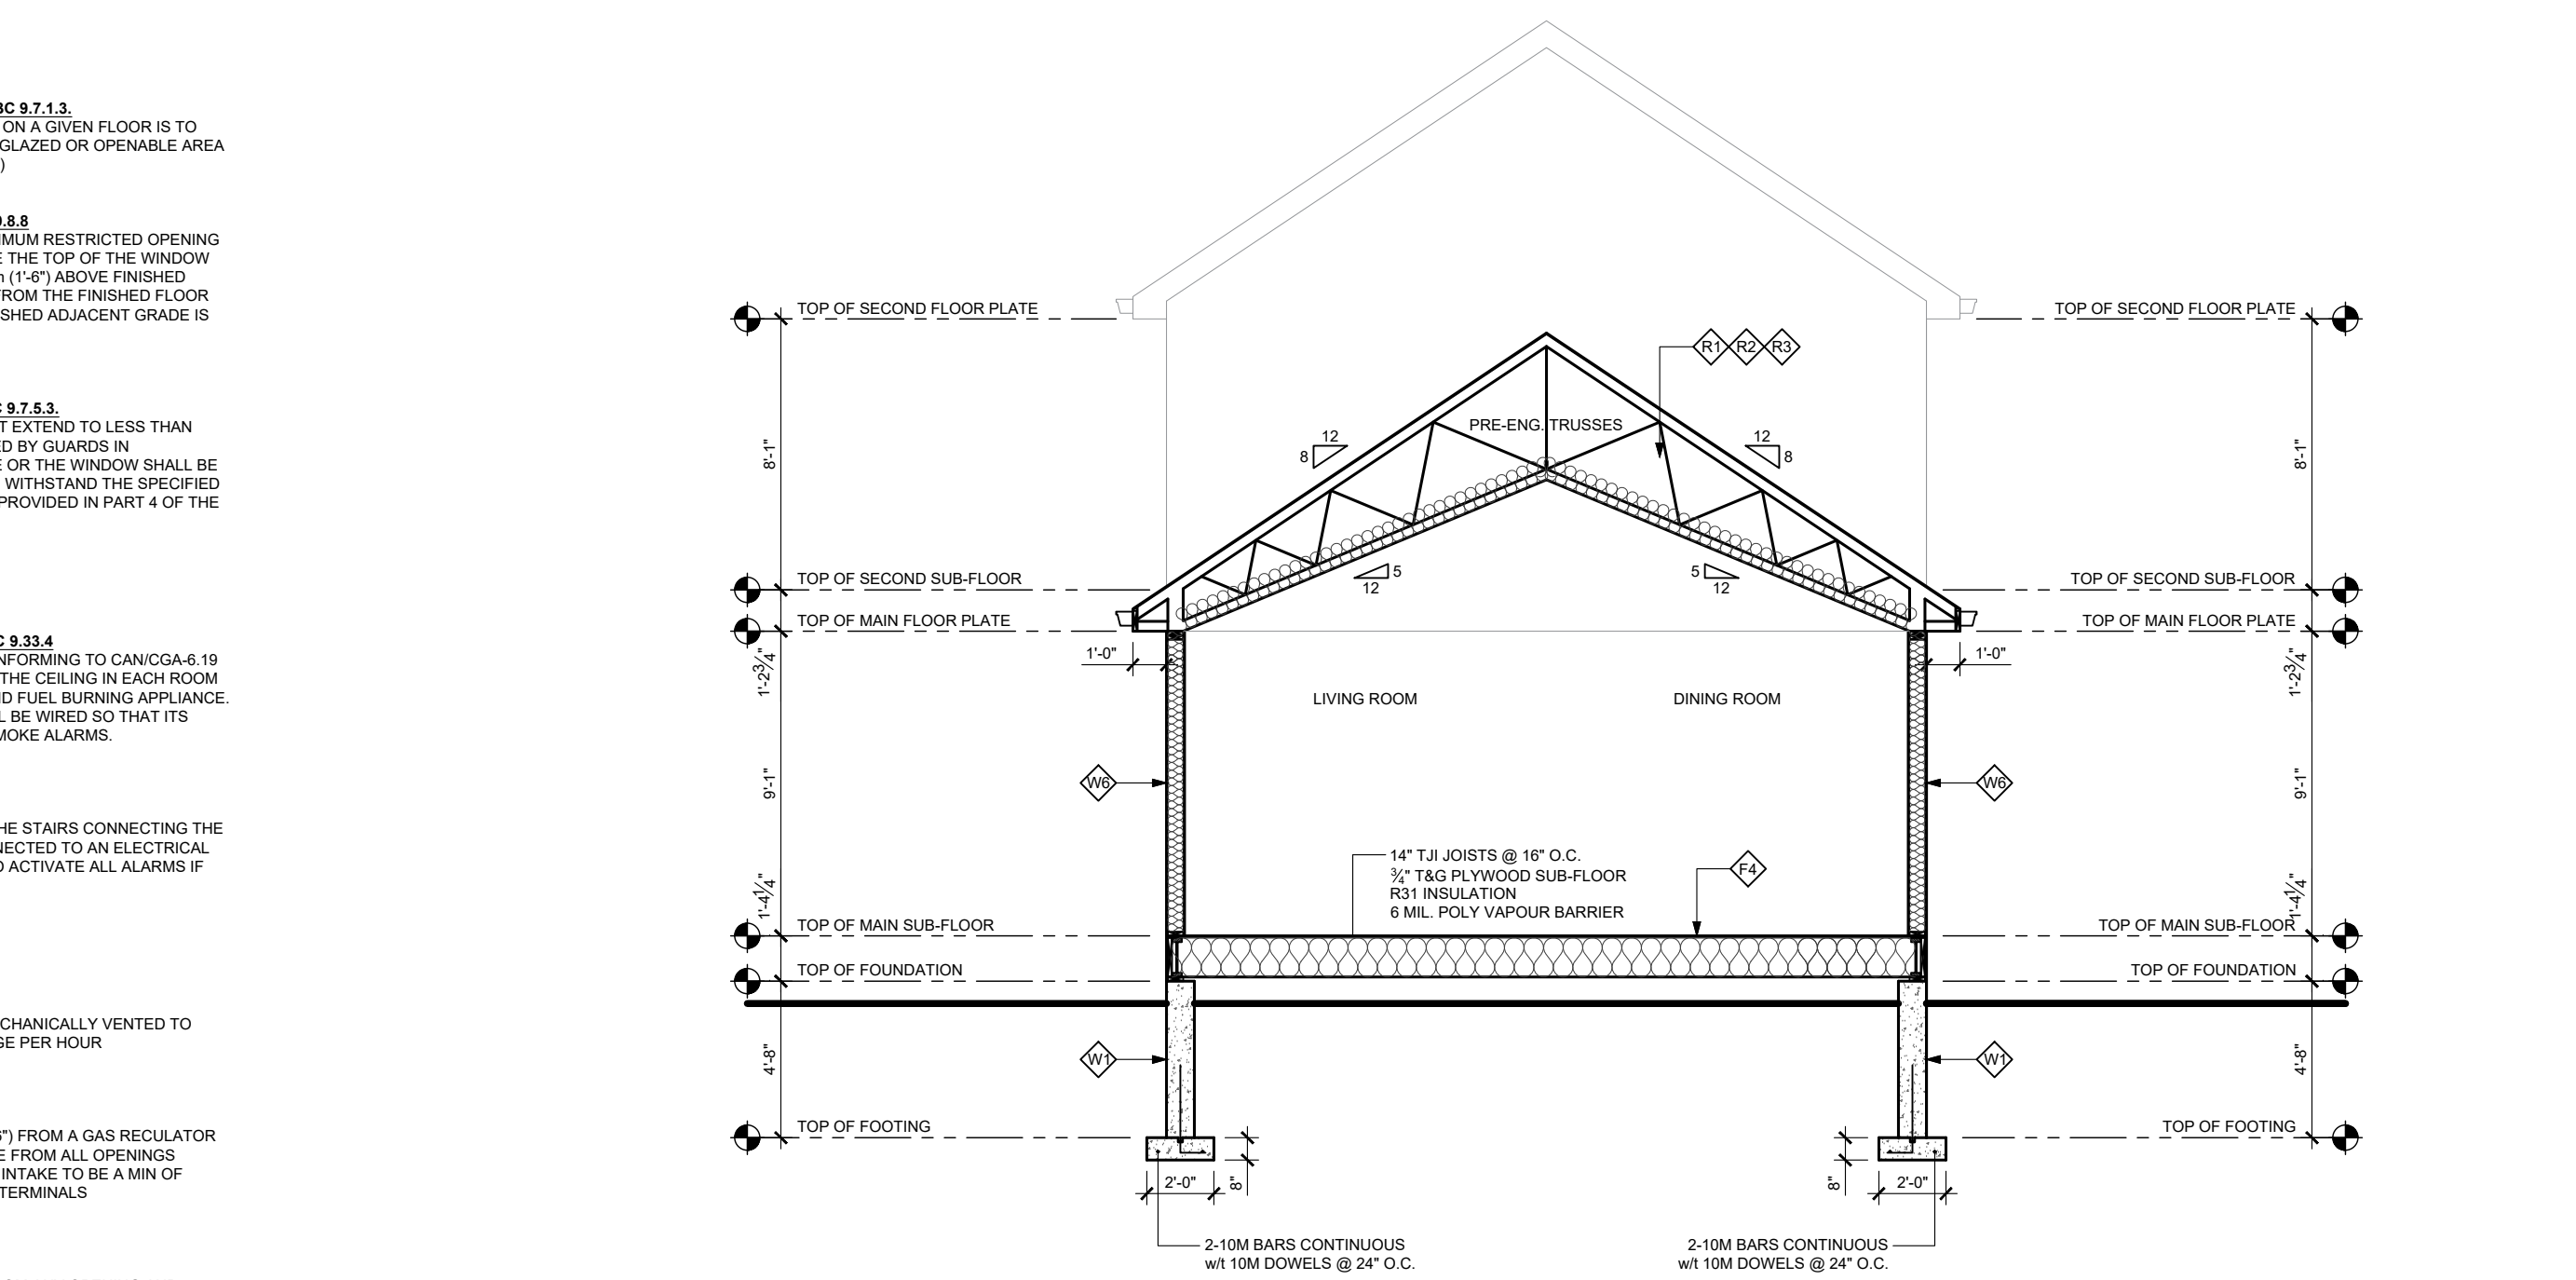 BC 9.7.1.3.
ON A GIVEN FLOOR IS TO
GLAZED OR OPENABLE AREA
)
9.8.8
IMUM RESTRICTED OPENING
E THE TOP OF THE WINDOW
(1'-6") ABOVE FINISHED
FROM THE FINISHED FLOOR
SHED ADJACENT GRADE IS
C 9.7.5.3.
T EXTEND TO LESS THAN
ED BY GUARDS IN
E OR THE WINDOW SHALL BE
WITHSTAND THE SPECIFIED
PROVIDED IN PART 4 OF THE
C 9.33.4
NFORMING TO CAN/CGA-6.19
THE CEILING IN EACH ROOM
ND FUEL BURNING APPLIANCE.
L BE WIRED SO THAT ITS
MOKE ALARMS.
HE STAIRS CONNECTING THE
NECTED TO AN ELECTRICAL
O ACTIVATE ALL ALARMS IF
CHANICALLY VENTED TO
GE PER HOUR
6") FROM A GAS RECULATOR
E FROM ALL OPENINGS
INTAKE TO BE A MIN OF
TERMINALS
TOP OF SECOND FLOOR PLATE
TOP OF SECOND FLOOR PLATE
R1 R2 R3
PRE-ENG. TRUSSES
12
8
12
8
8'-1"
8'-1"
5
12
5
12
TOP OF SECOND SUB-FLOOR
TOP OF SECOND SUB-FLOOR
TOP OF MAIN FLOOR PLATE
TOP OF MAIN FLOOR PLATE
1'-0"
1'-0"
1'-2¾"
1'-2¾"
LIVING ROOM
DINING ROOM
W6
W6
9'-1"
9'-1"
14" TJI JOISTS @ 16" O.C.
¾" T&G PLYWOOD SUB-FLOOR
R31 INSULATION
6 MIL. POLY VAPOUR BARRIER
F4
1'-4¼"
1'-4¼"
TOP OF MAIN SUB-FLOOR
TOP OF MAIN SUB-FLOOR
TOP OF FOUNDATION
TOP OF FOUNDATION
W1
W1
4'-8"
4'-8"
TOP OF FOOTING
TOP OF FOOTING
2'-0"
8"
8"
2'-0"
2-10M BARS CONTINUOUS
w/t 10M DOWELS @ 24" O.C.
2-10M BARS CONTINUOUS
w/t 10M DOWELS @ 24" O.C.